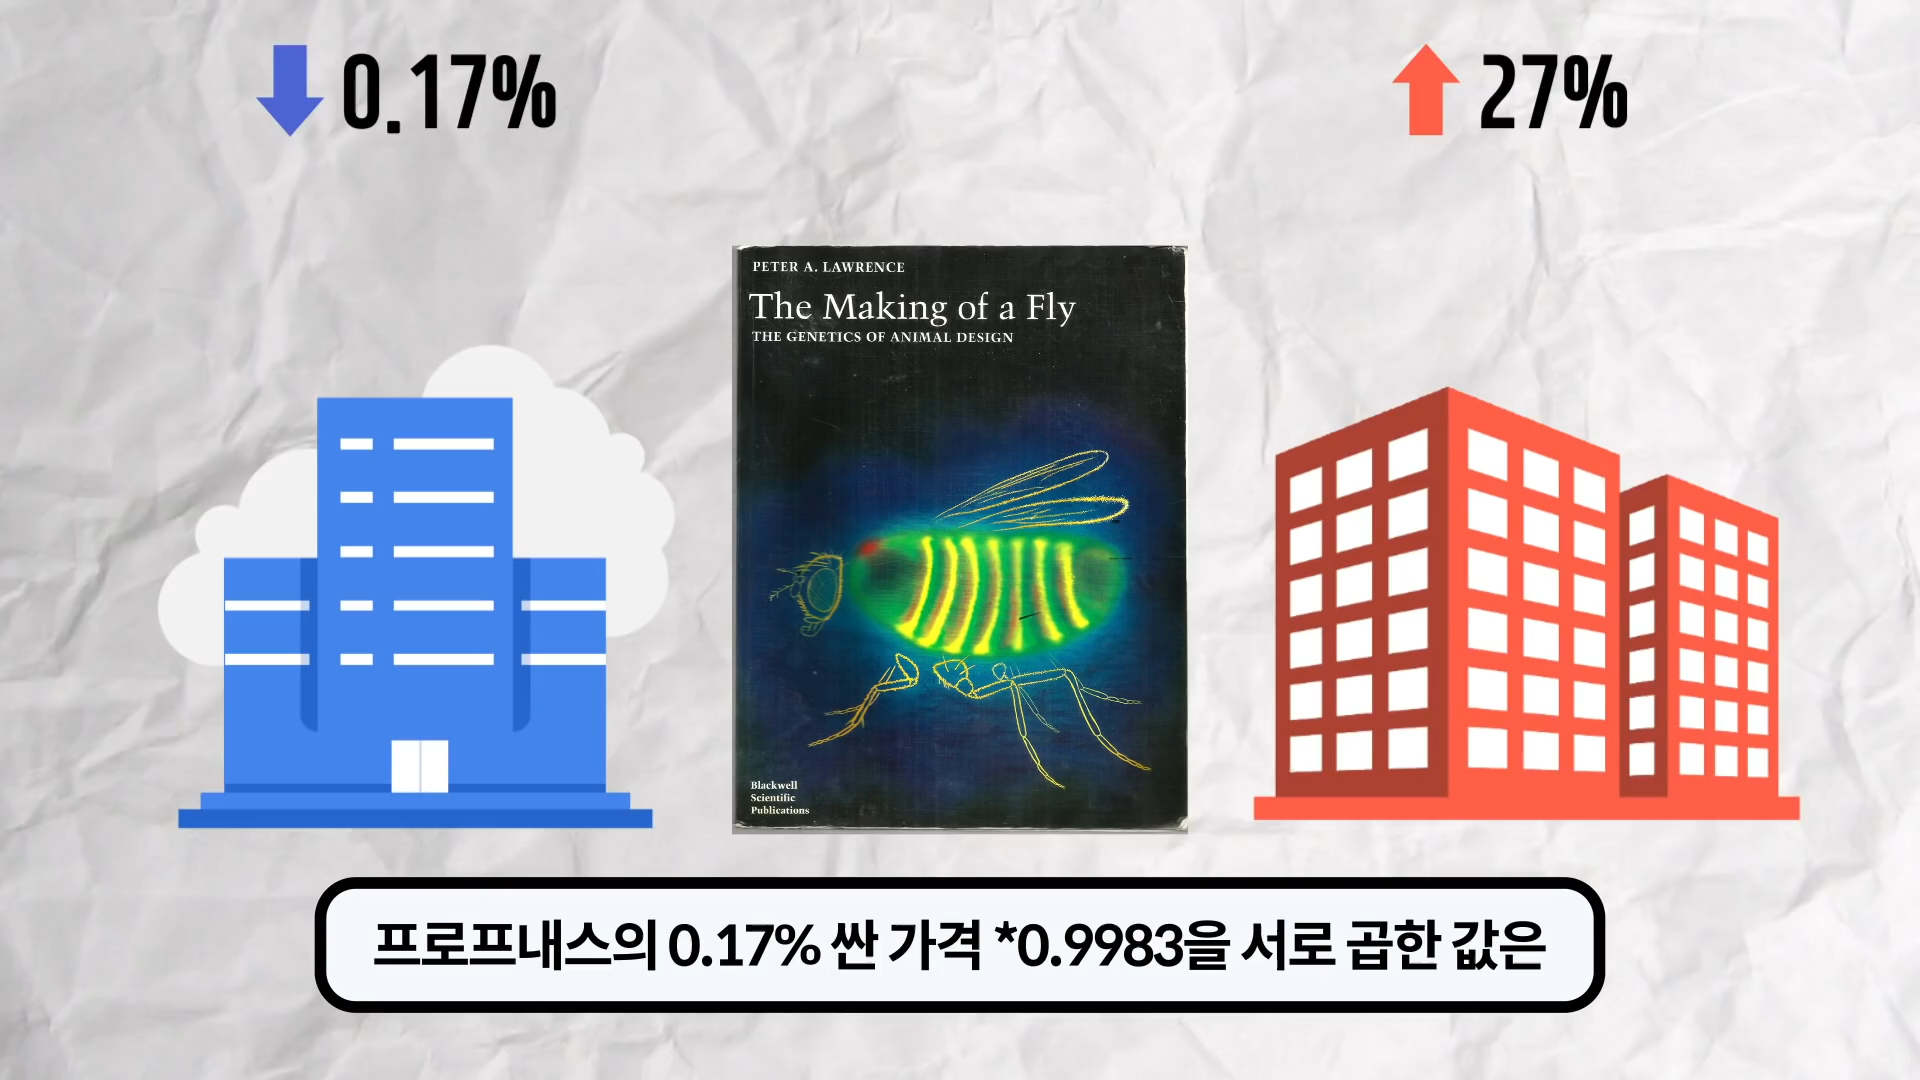 0.17%
27%
PETER A. LAWRENCE
The Making of a Fly
THE GENETICS OF ANIMAL DESIGN
Blackwell
Scientific
Publications
프로프내스의 0.17% 싼 가격 *0.9983을 서로 곱한 값은